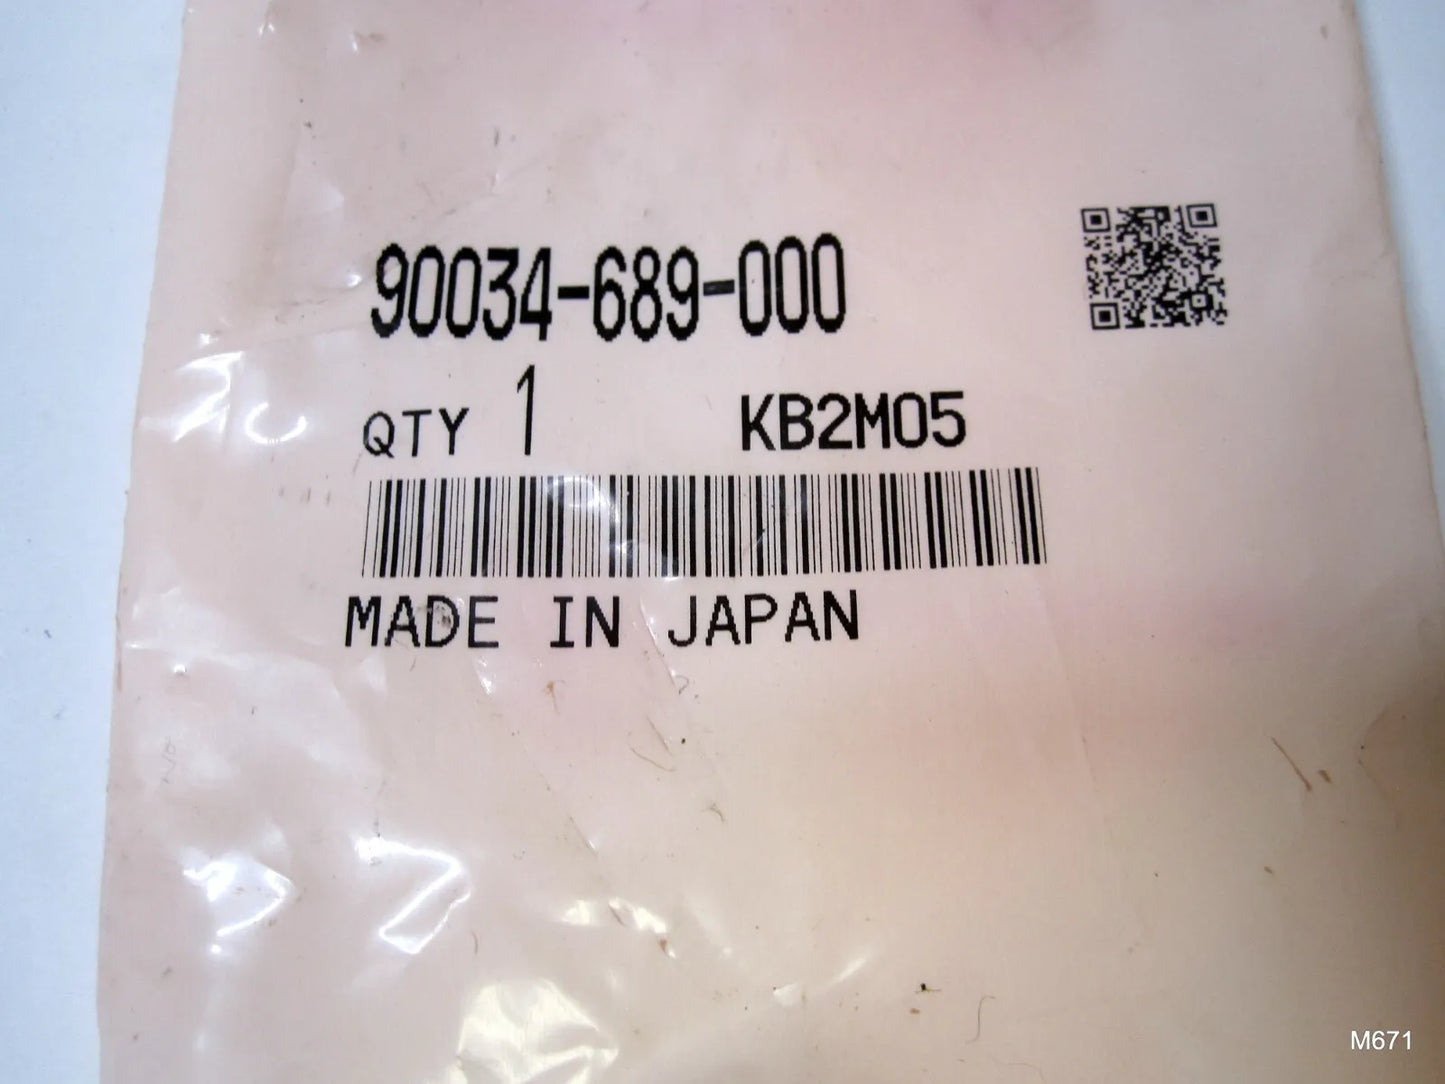 90034-689-000
QTY 1 KB2M05
MADE IN JAPAN
M671